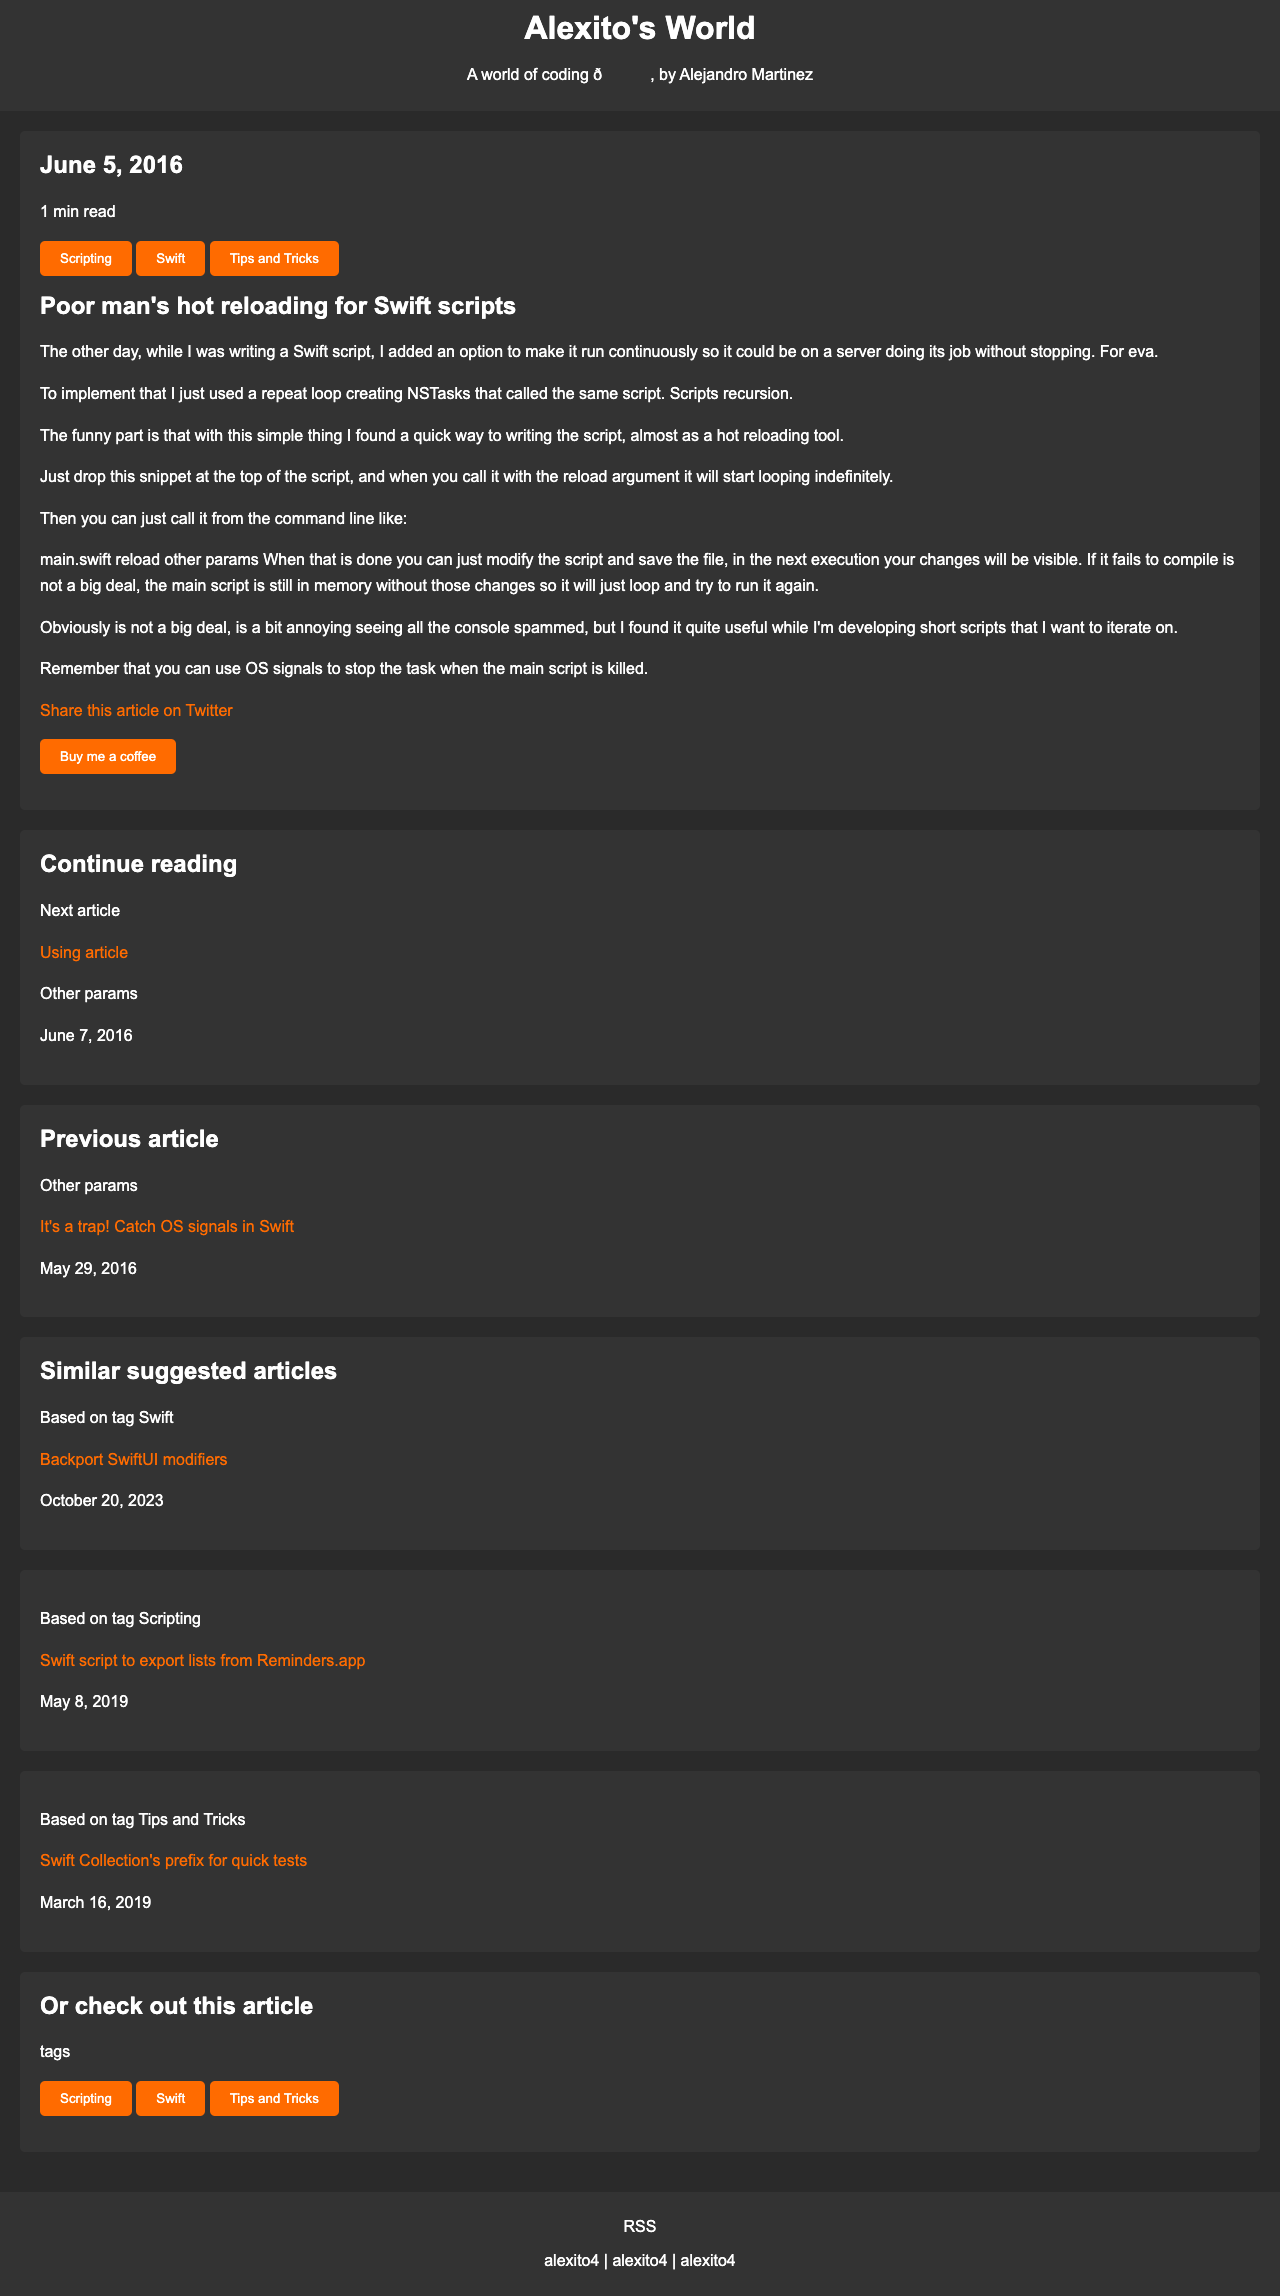 Alexito's World
A world of coding ð , by Alejandro Martinez
June 5, 2016
1 min read
Scripting Swift Tips and Tricks
Poor man's hot reloading for Swift scripts
The other day, while I was writing a Swift script, I added an option to make it run continuously so it could be on a server doing its job without stopping. For eva.
To implement that I just used a repeat loop creating NSTasks that called the same script. Scripts recursion.
The funny part is that with this simple thing I found a quick way to writing the script, almost as a hot reloading tool.
Just drop this snippet at the top of the script, and when you call it with the reload argument it will start looping indefinitely.
Then you can just call it from the command line like:
main.swift reload other params When that is done you can just modify the script and save the file, in the next execution your changes will be visible. If it fails to compile is
not a big deal, the main script is still in memory without those changes so it will just loop and try to run it again.
Obviously is not a big deal, is a bit annoying seeing all the console spammed, but I found it quite useful while I'm developing short scripts that I want to iterate on.
Remember that you can use OS signals to stop the task when the main script is killed.
Share this article on Twitter
Buy me a coffee
Continue reading
Next article
Using article
Other params
June 7, 2016
Previous article
Other params
It's a trap! Catch OS signals in Swift
May 29, 2016
Similar suggested articles
Based on tag Swift
Backport SwiftUI modifiers
October 20, 2023
Based on tag Scripting
Swift script to export lists from Reminders.app
May 8, 2019
Based on tag Tips and Tricks
Swift Collection's prefix for quick tests
March 16, 2019
Or check out this article
tags
Scripting Swift Tips and Tricks
RSS
alexito4 | alexito4 | alexito4